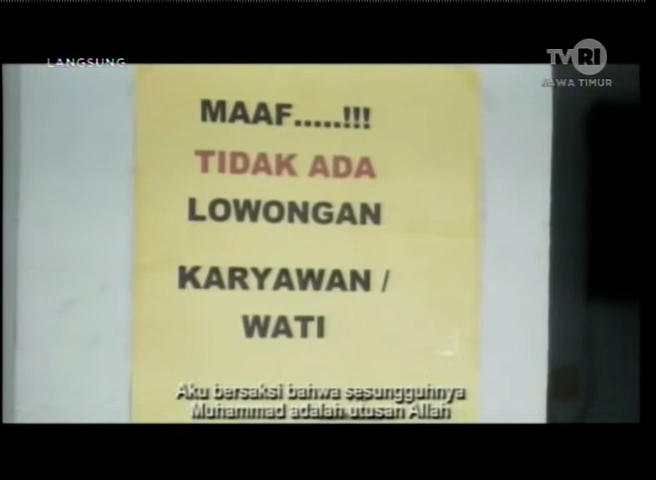 LANGSUNG
TVRI
JAWA TIMUR
MAAF.....!!!
TIDAK ADA
LOWONGAN
KARYAWAN /
WATI
Aku bersaksi bahwa sesungguhnya
Muhammad adalah utusan Allah